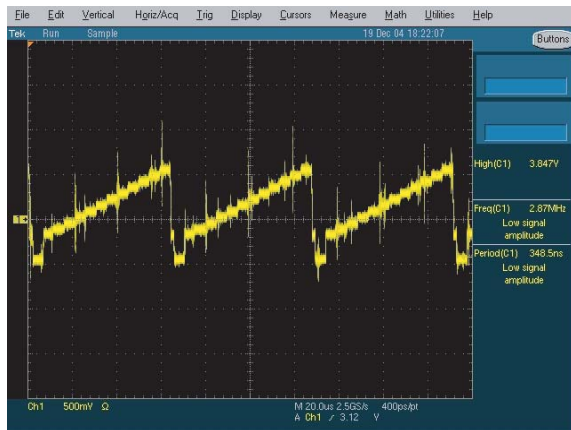 File Edit Vertical Horiz/Acq Trig Display Cursors Measure Math Utilities Help
Tek Run Sample 19 Dec 04 18:22:07 Buttons
High(C1) 3.847V
Freq(C1) 2.87MHz
Low signal
amplitude
Period(C1) 348.5ns
Low signal
amplitude
Ch1 500mV Ω M 20.0us 2.5GS/s 400ps/pt
A Ch1 / 3.12 V